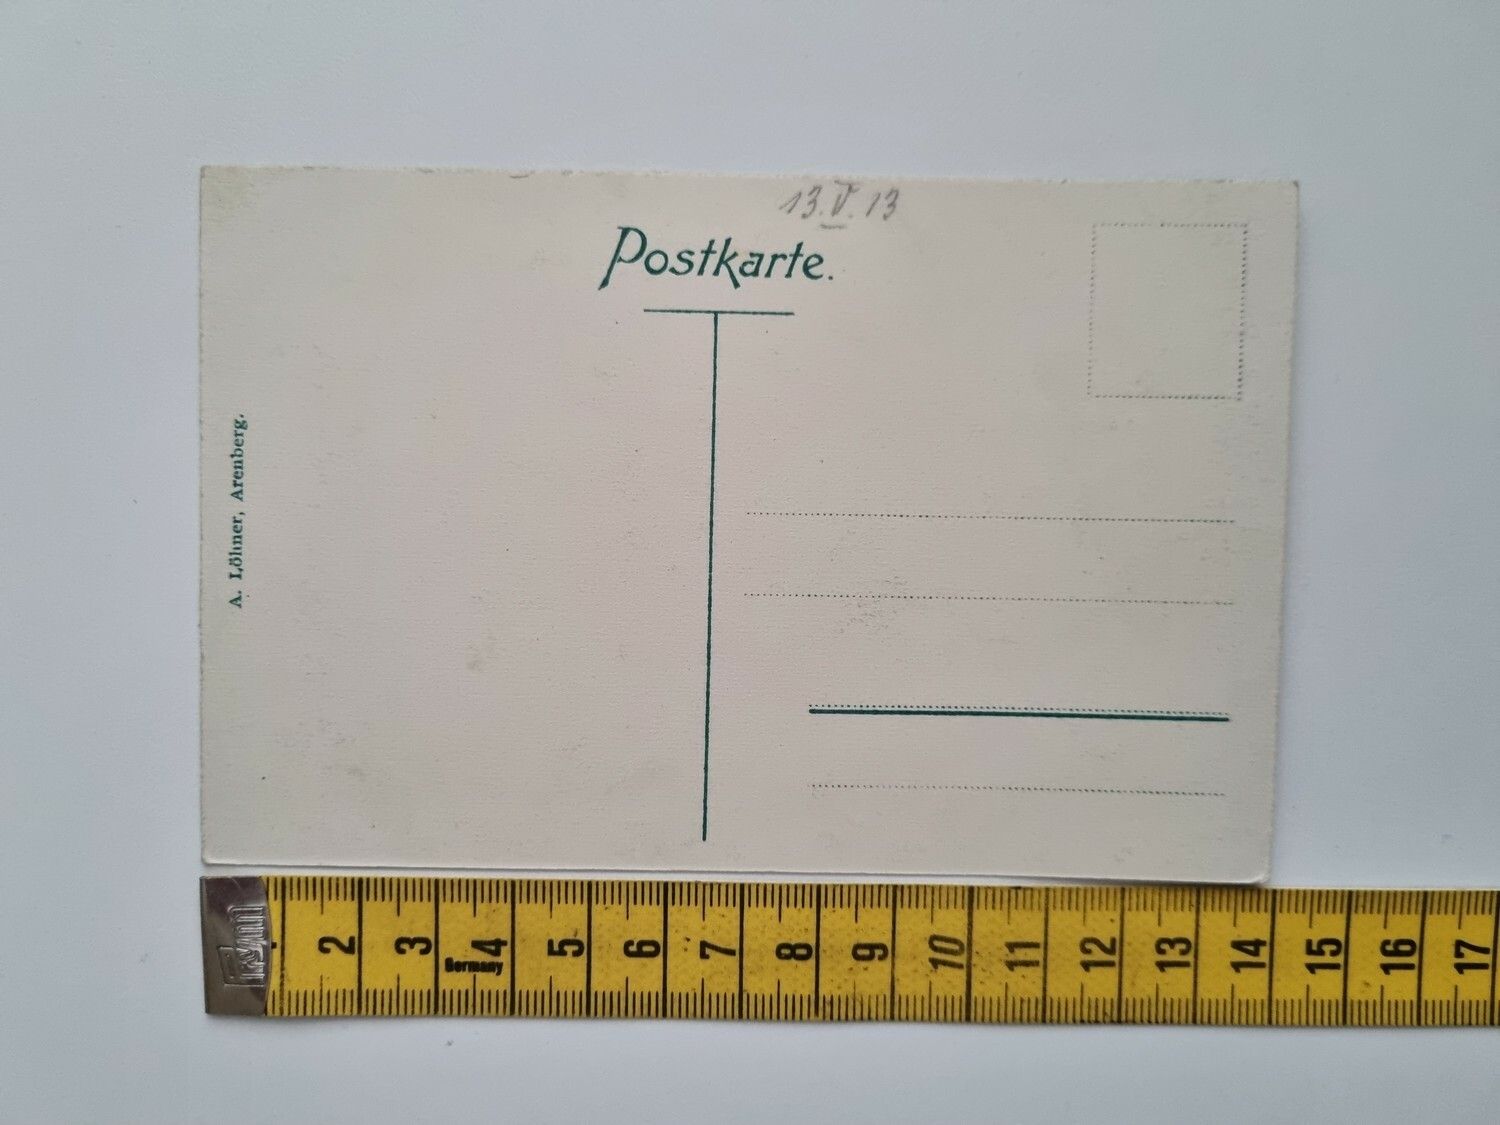 13.V.13
Postkarte.
A. Löhner, Arenberg.
2 3 4 5 6 7 8 9 10 11 12 13 14 15 16 17
Germany